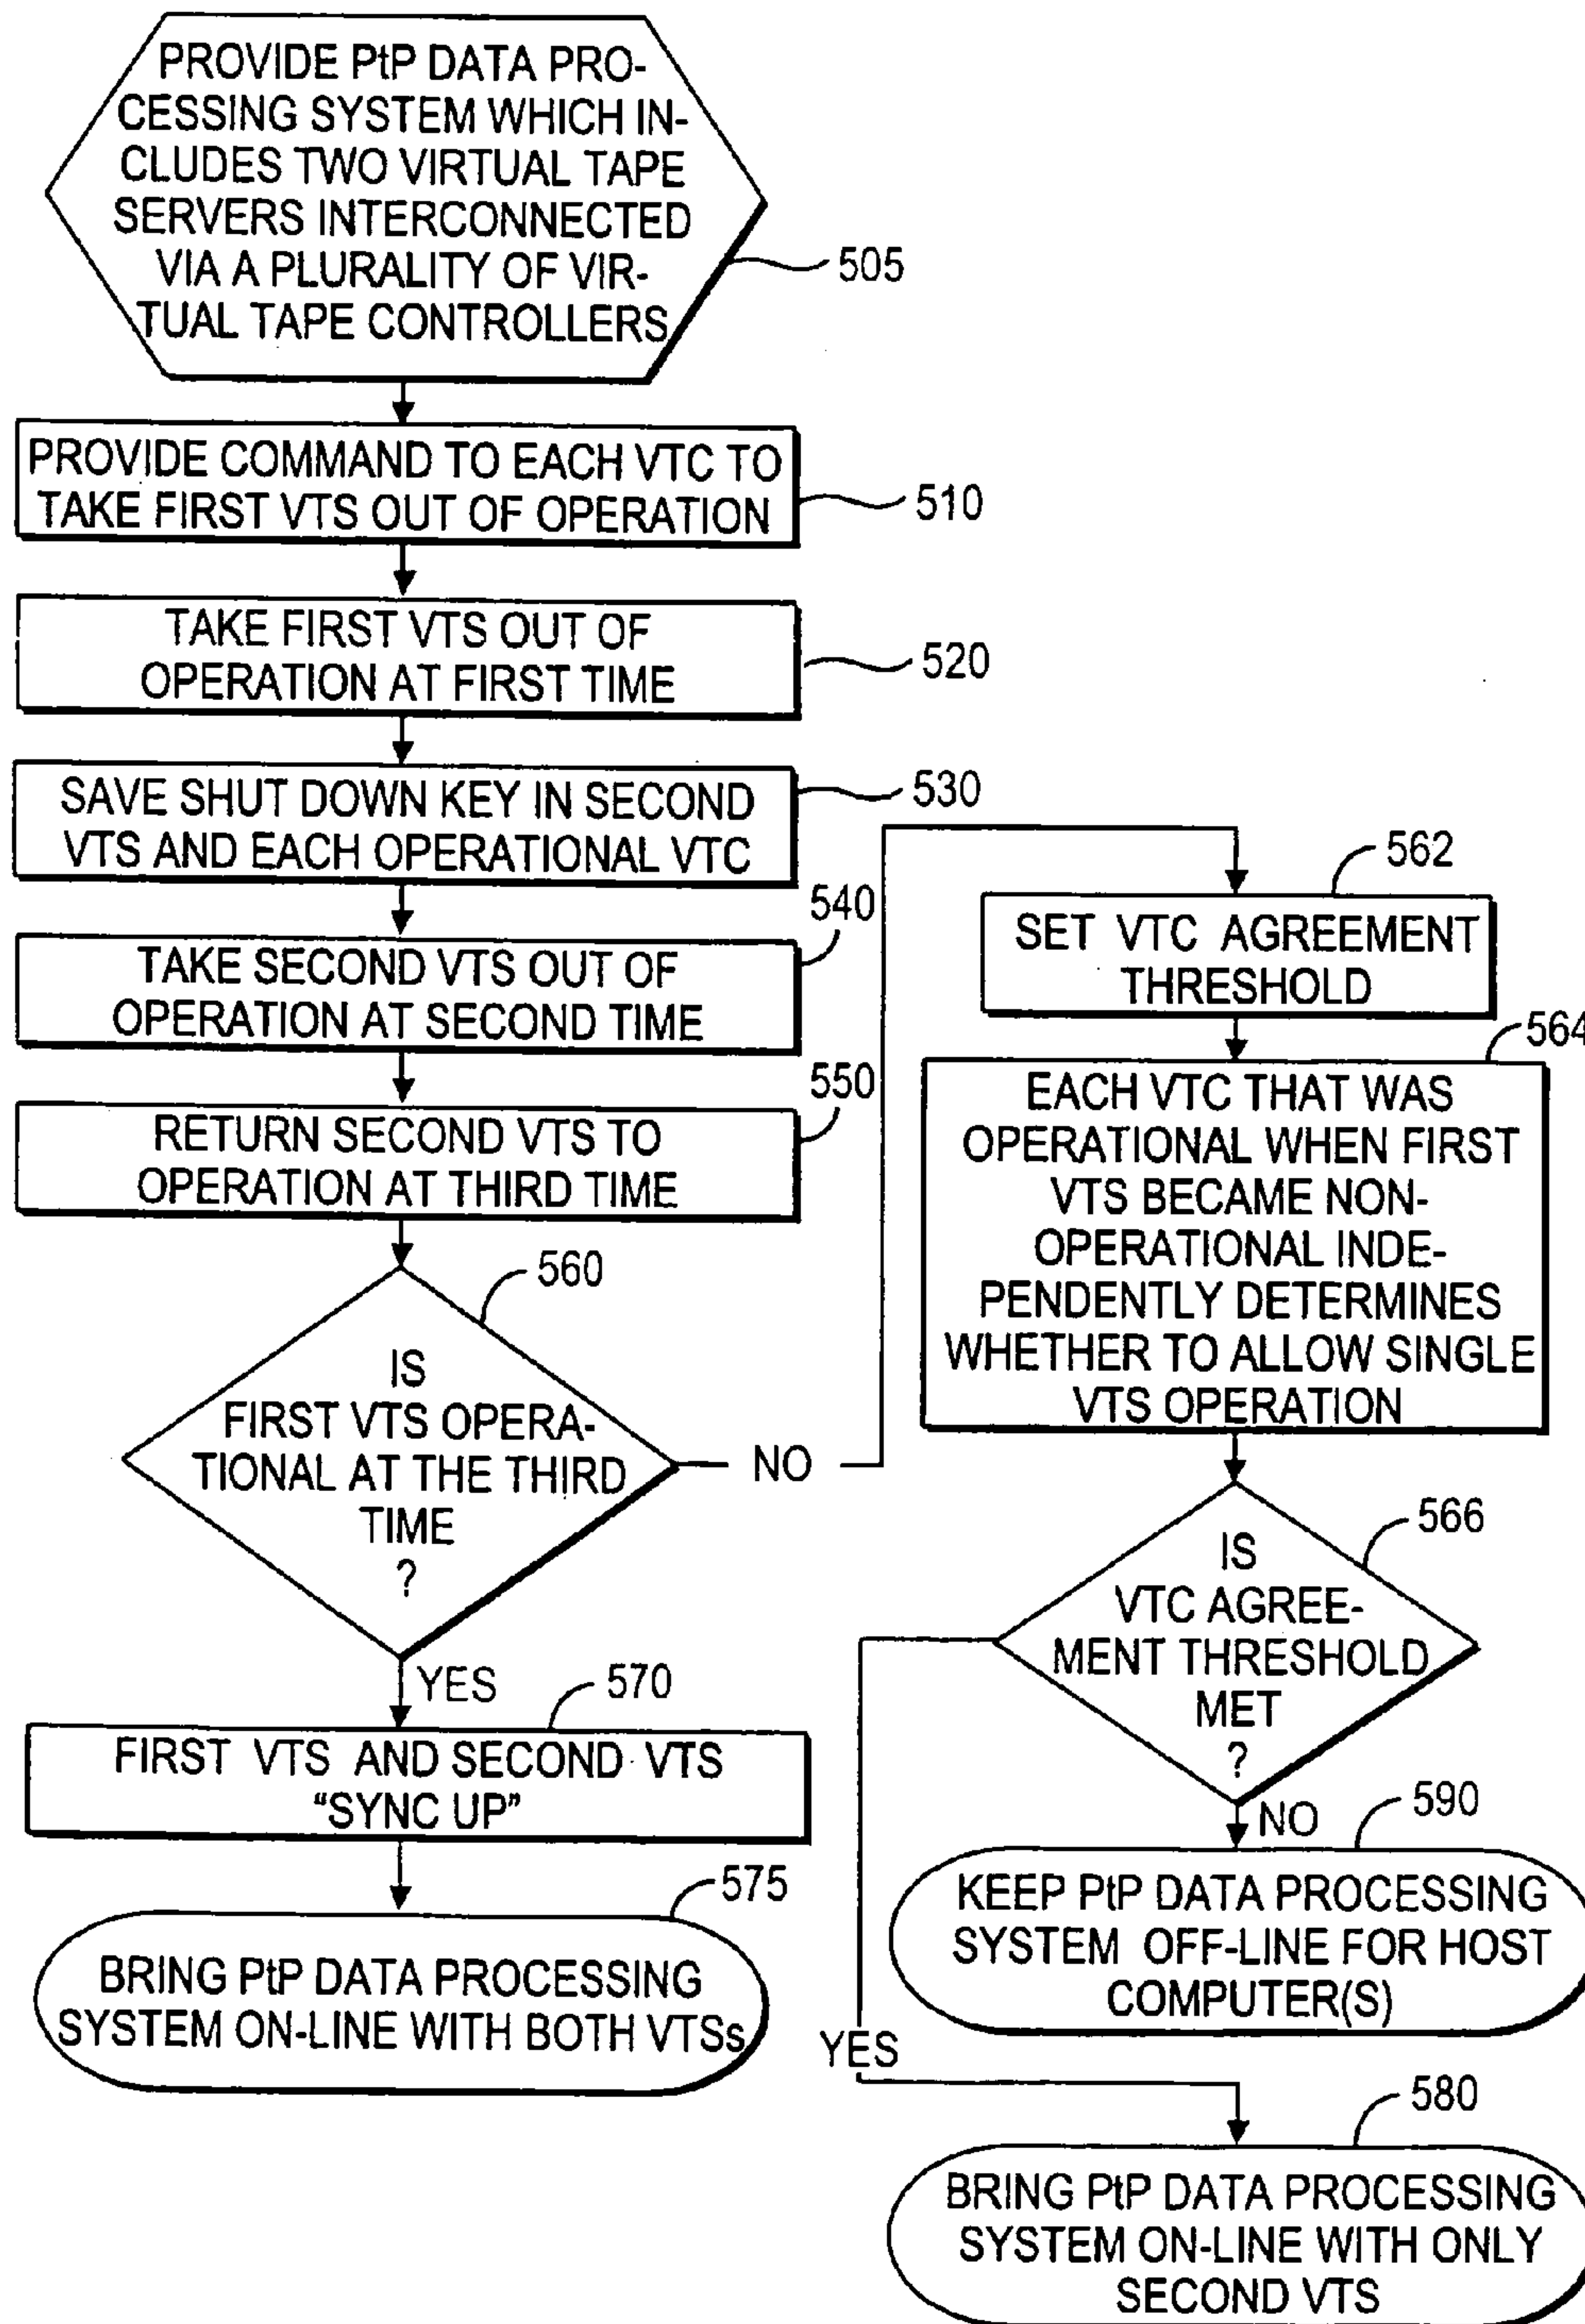 PROVIDE PtP DATA PRO-
CESSING SYSTEM WHICH IN-
CLUDES TWO VIRTUAL TAPE
SERVERS INTERCONNECTED
VIA A PLURALITY OF VIR-
TUAL TAPE CONTROLLERS
505
PROVIDE COMMAND TO EACH VTC TO
TAKE FIRST VTS OUT OF OPERATION
510
TAKE FIRST VTS OUT OF
OPERATION AT FIRST TIME
520
SAVE SHUT DOWN KEY IN SECOND
VTS AND EACH OPERATIONAL VTC
530
TAKE SECOND VTS OUT OF
OPERATION AT SECOND TIME
540
RETURN SECOND VTS TO
OPERATION AT THIRD TIME
550
IS
FIRST VTS OPERA-
TIONAL AT THE THIRD
TIME
?
560
NO
YES
FIRST VTS AND SECOND VTS
“SYNC UP”
570
BRING PtP DATA PROCESSING
SYSTEM ON-LINE WITH BOTH VTSs
575
SET VTC AGREEMENT
THRESHOLD
562
EACH VTC THAT WAS
OPERATIONAL WHEN FIRST
VTS BECAME NON-
OPERATIONAL INDE-
PENDENTLY DETERMINES
WHETHER TO ALLOW SINGLE
VTS OPERATION
564
IS
VTC AGREE-
MENT THRESHOLD
MET
?
566
NO
KEEP PtP DATA PROCESSING
SYSTEM OFF-LINE FOR HOST
COMPUTER(S)
590
YES
BRING PtP DATA PROCESSING
SYSTEM ON-LINE WITH ONLY
SECOND VTS
580